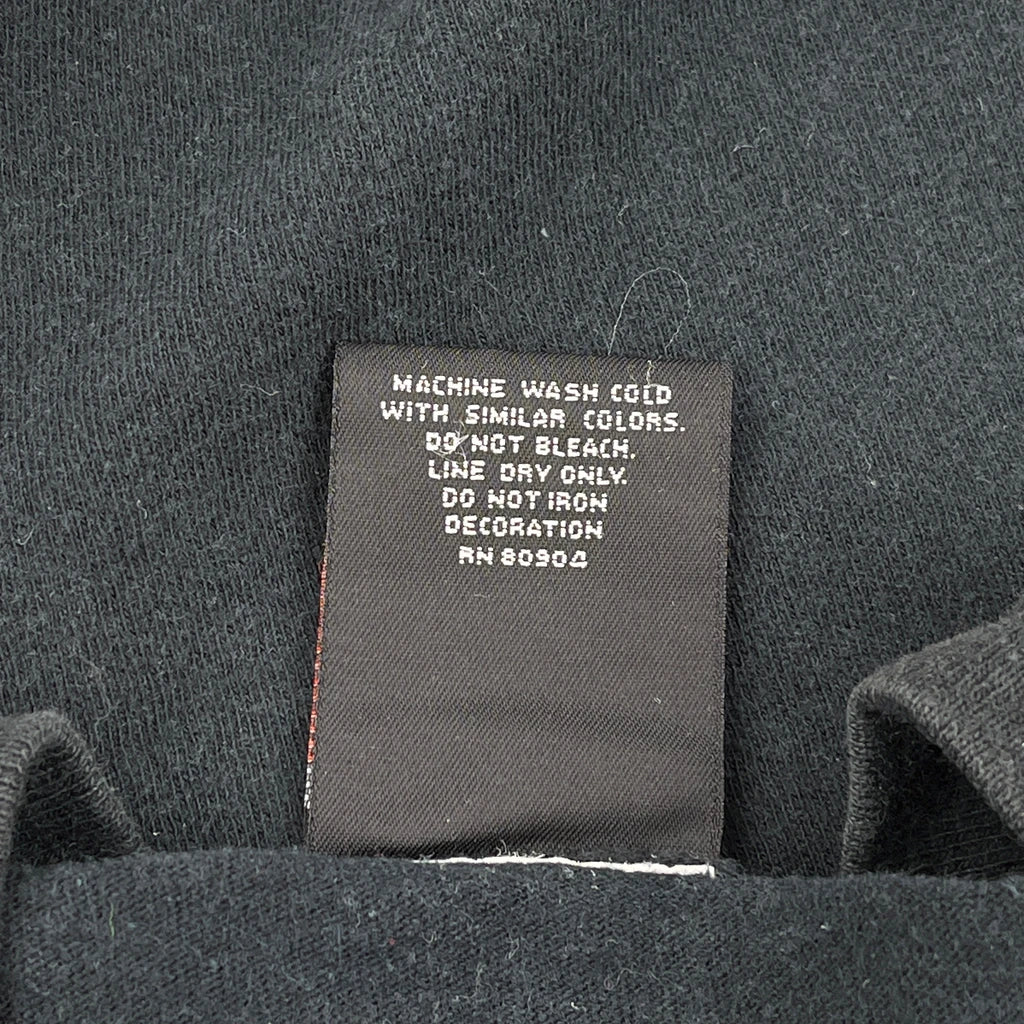 MACHINE WASH COLD
WITH SIMILAR COLORS.
DO NOT BLEACH.
LINE DRY ONLY.
DO NOT IRON
DECORATION
RN 80904